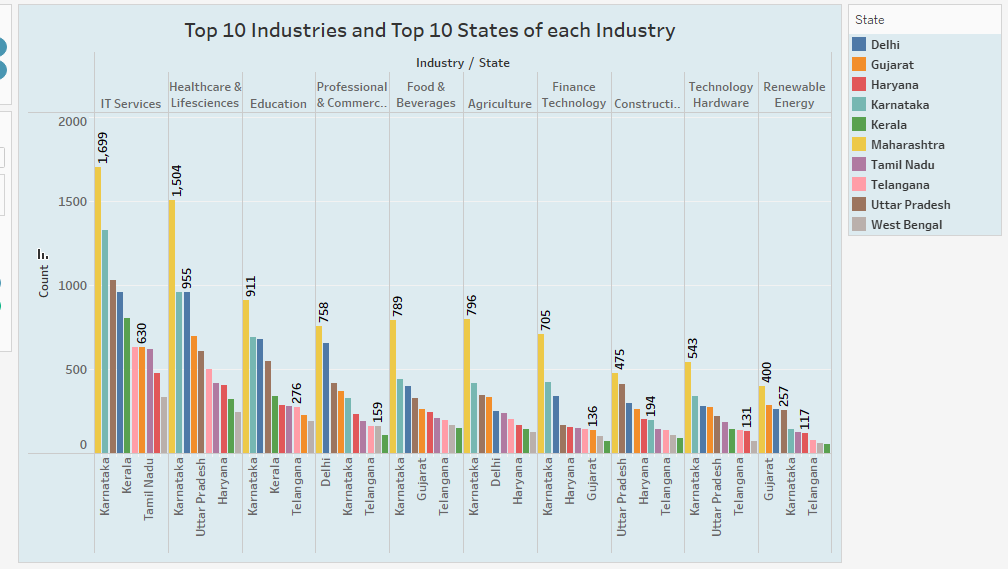 Top 10 Industries and Top 10 States of each Industry
Industry / State
IT Services
Healthcare &
Lifesciences
Education
Professional
& Commerc..
Food &
Beverages
Agriculture
Finance
Technology
Constructi..
Technology
Hardware
Renewable
Energy
Count
2000
1500
1000
500
0
1,699
630
1,504
955
911
276
758
159
789
796
705
136
475
194
543
131
400
257
117
Karnataka
Kerala
Tamil Nadu
Karnataka
Uttar Pradesh
Haryana
Karnataka
Kerala
Telangana
Delhi
Karnataka
Telangana
Karnataka
Gujarat
Telangana
Karnataka
Delhi
Haryana
Karnataka
Haryana
Gujarat
Uttar Pradesh
Haryana
Telangana
Karnataka
Uttar Pradesh
Telangana
Gujarat
Karnataka
Telangana
State
Delhi
Gujarat
Haryana
Karnataka
Kerala
Maharashtra
Tamil Nadu
Telangana
Uttar Pradesh
West Bengal